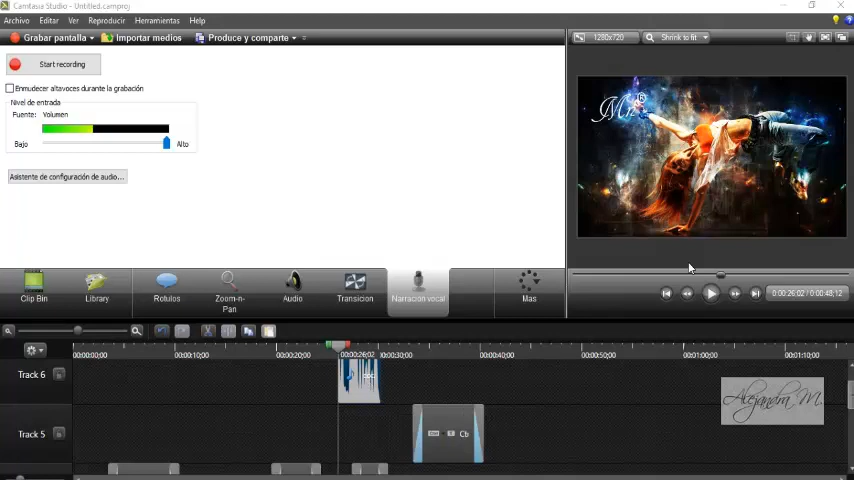 Camtasia Studio - Untitled.camproj
Archivo Editar Ver Reproducir Herramientas Help
Grabar pantalla Importar medios Produce y comparte
1280x720 Shrink to fit
Start recording
Enmudecer altavoces durante la grabación
Nivel de entrada
Fuente: Volumen
Bajo Alto
Asistente de configuración de audio...
Clip Bin Library Rotulos Zoom-n-Pan Audio Transicion Narración vocal Mas
0:00:26;02 / 0:00:48;12
00:00:00;00 00:00:10;00 00:00:20;00 00:00:26;02 00:00:30;00 00:00:40;00 00:00:50;00 00:01:00;00 00:01:10;00
Track 6
Alejandra M.
Track 5 Cb